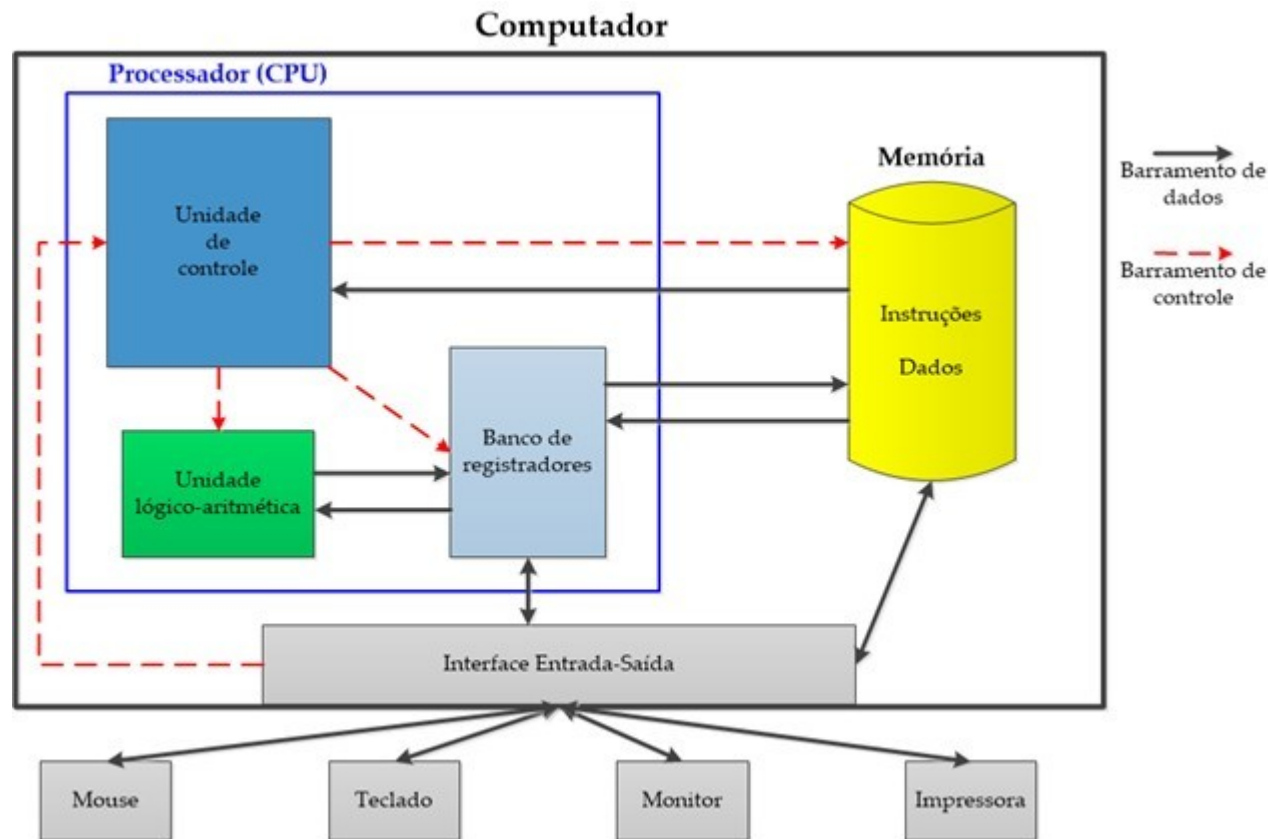 Computador
Processador (CPU)
Unidade
de
controle
Memória
Barramento de
dados
Barramento de
controle
Instruções
Dados
Banco de
registradores
Unidade
lógico-aritmética
Interface Entrada-Saída
Mouse
Teclado
Monitor
Impressora